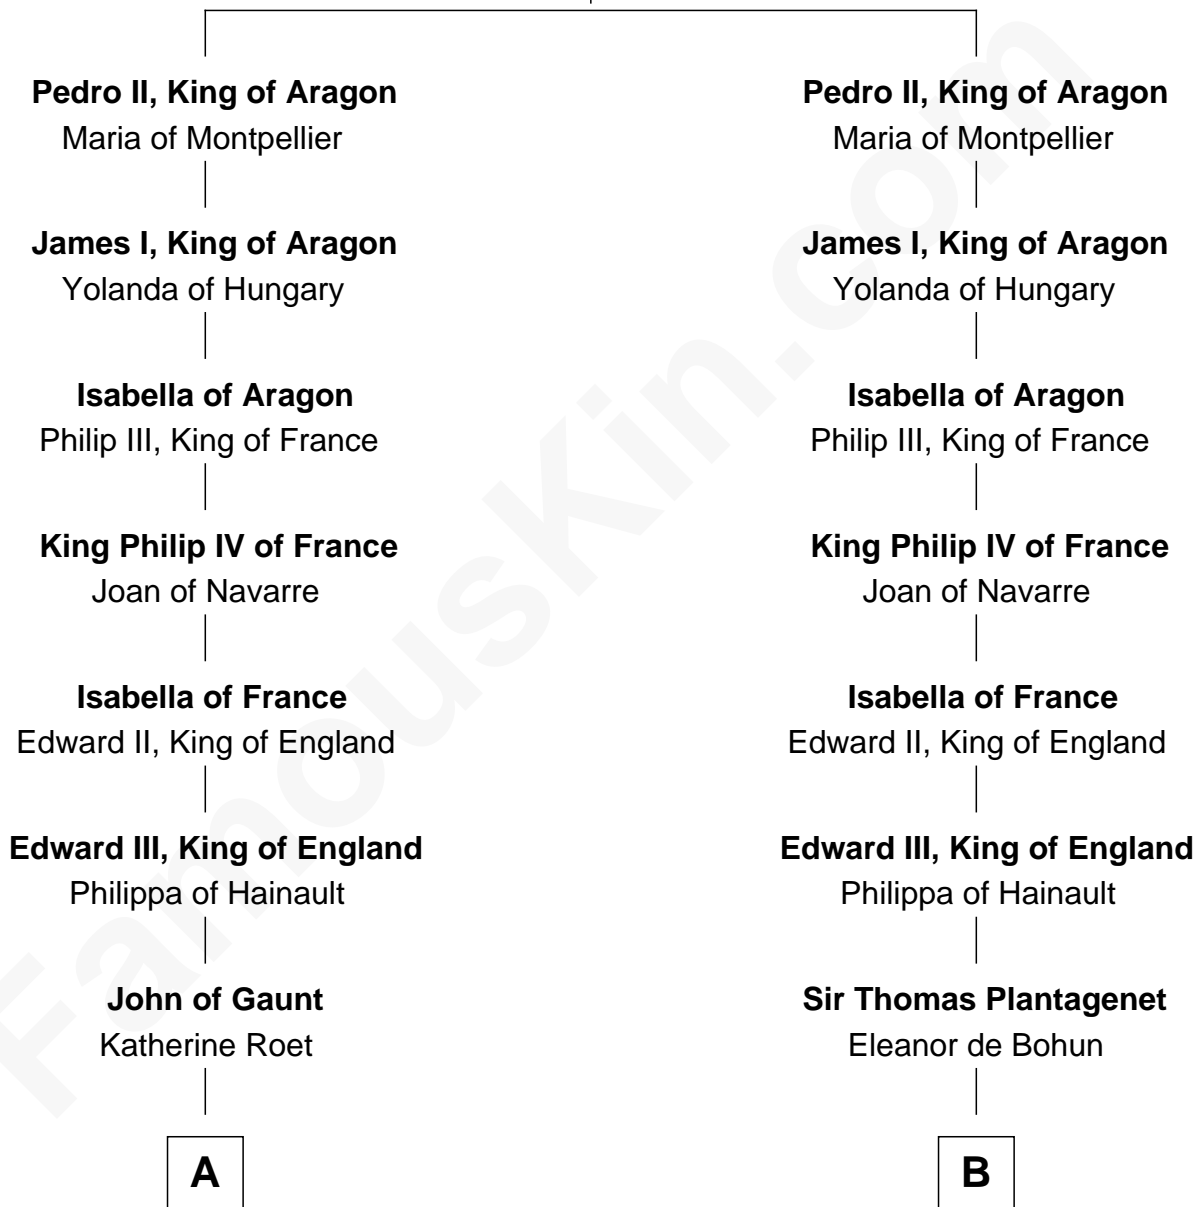 Pedro II, King of Aragon
Maria of Montpellier
James I, King of Aragon
Yolanda of Hungary
Isabella of Aragon
Philip III, King of France
King Philip IV of France
Joan of Navarre
Isabella of France
Edward II, King of England
Edward III, King of England
Philippa of Hainault
John of Gaunt
Katherine Roet
A
Pedro II, King of Aragon
Maria of Montpellier
James I, King of Aragon
Yolanda of Hungary
Isabella of Aragon
Philip III, King of France
King Philip IV of France
Joan of Navarre
Isabella of France
Edward II, King of England
Edward III, King of England
Philippa of Hainault
Sir Thomas Plantagenet
Eleanor de Bohun
B
FamousKin.com